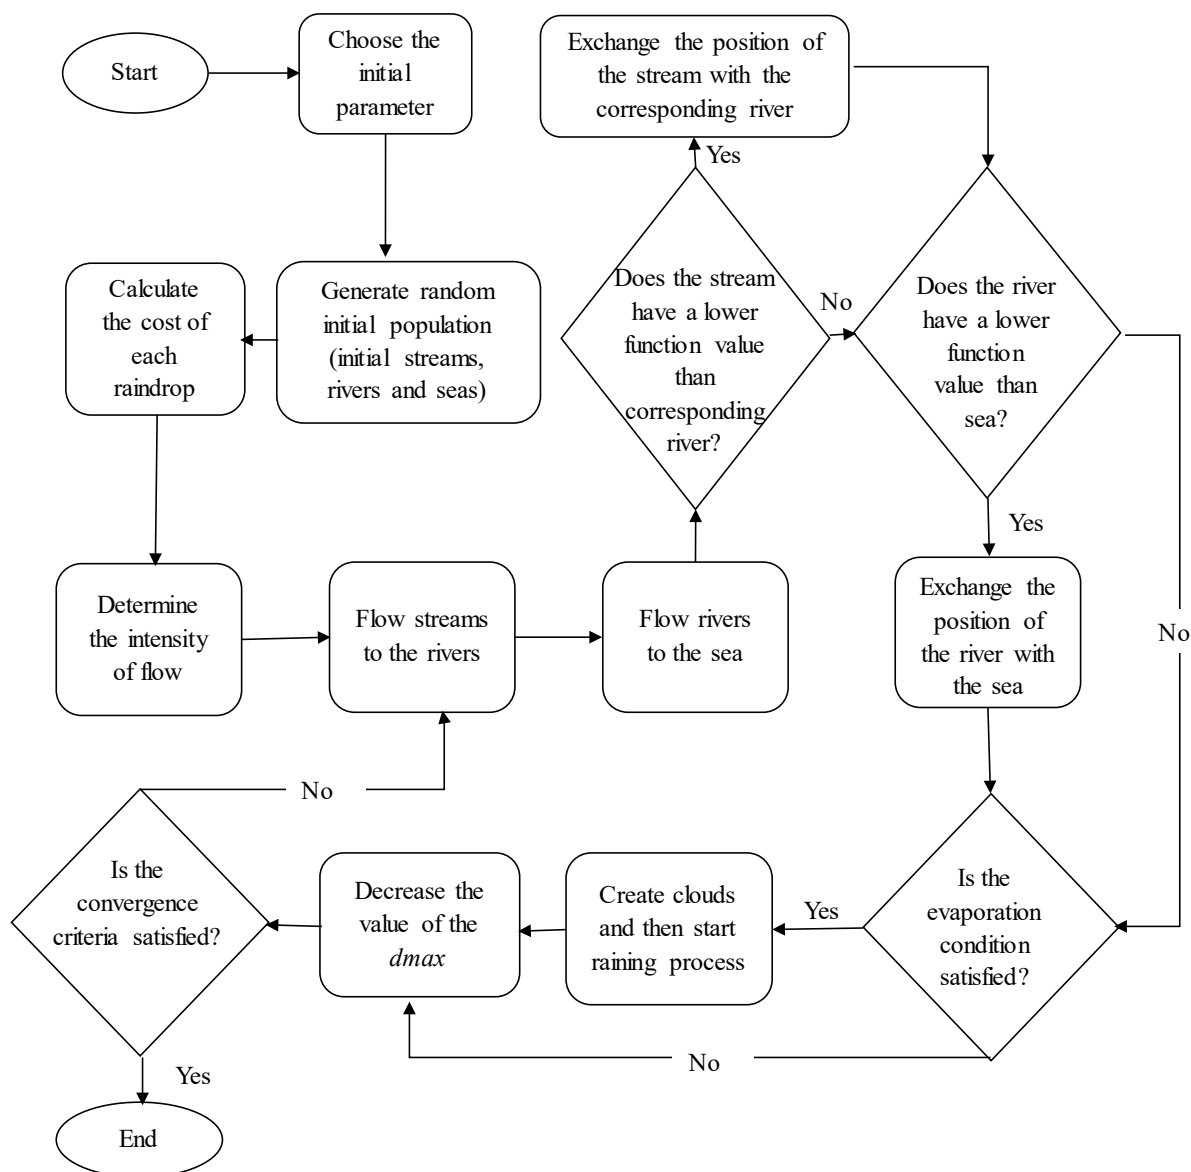 Start
Choose the
initial
parameter
Exchange the position of
the stream with the
corresponding river
Yes
Calculate
the cost of
each
raindrop
Generate random
initial population
(initial streams,
rivers and seas)
Does the stream
have a lower
function value
than
corresponding
river?
No
Does the river
have a lower
function
value than
sea?
Yes
No
Determine
the intensity
of flow
Flow streams
to the rivers
Flow rivers
to the sea
Exchange the
position of
the river with
the sea
No
Is the
convergence
criteria satisfied?
Decrease the
value of the
dmax
Create clouds
and then start
raining process
Yes
Is the
evaporation
condition
satisfied?
No
Yes
End